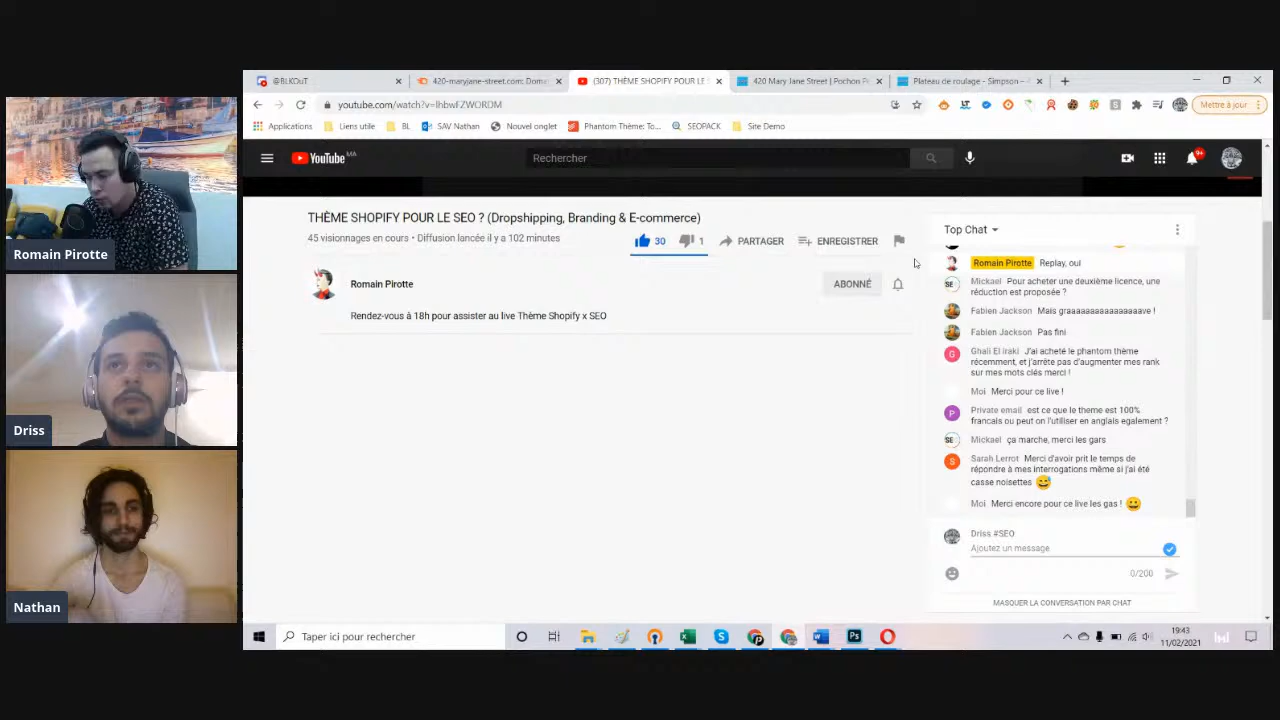 Romain Pirotte
Driss
Nathan
@BLKOuT
420-maryjane-street.com: Doma
(307) THÈME SHOPIFY POUR LE
420 Mary Jane Street | Pochon P
Plateau de roulage - Simpson – 4
youtube.com/watch?v=lhbwFZWORDM
Mettre à jour
Applications
Liens utile
BL
SAV Nathan
Nouvel onglet
Phantom Thème: To...
SEOPACK
Site Demo
YouTube MA
Rechercher
9+
THÈME SHOPIFY POUR LE SEO ? (Dropshipping, Branding & E-commerce)
45 visionnages en cours • Diffusion lancée il y a 102 minutes
30
1
PARTAGER
ENREGISTRER
Romain Pirotte
ABONNÉ
Rendez-vous à 18h pour assister au live Thème Shopify x SEO
Top Chat
Romain Pirotte Replay, oui
Mickael Pour acheter une deuxième licence, une
réduction est proposée ?
Fabien Jackson Mais graaaaaaaaaaaaaaave !
Fabien Jackson Pas fini
Ghali El iraki J'ai acheté le phantom thème
récemment, et j'arrête pas d'augmenter mes rank
sur mes mots clés merci !
Moi Merci pour ce live !
Private email est ce que le theme est 100%
francais ou peut on l'utiliser en anglais egalement ?
Mickael ça marche, merci les gars
Sarah Lerrot Merci d'avoir prit le temps de
répondre à mes interrogations même si j'ai été
casse noisettes 😅
Moi Merci encore pour ce live les gas ! 😀
Driss #SEO
Ajoutez un message
0/200
MASQUER LA CONVERSATION PAR CHAT
Taper ici pour rechercher
19:43
11/02/2021